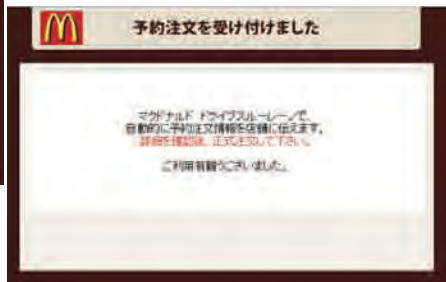 予約注文を受け付けました
マクドナルド ドライブスルーレーンで、
自動的に予約注文情報を店舗に伝えます。
詳細を確認後、正式注文して下さい。
ご利用有難うございました。